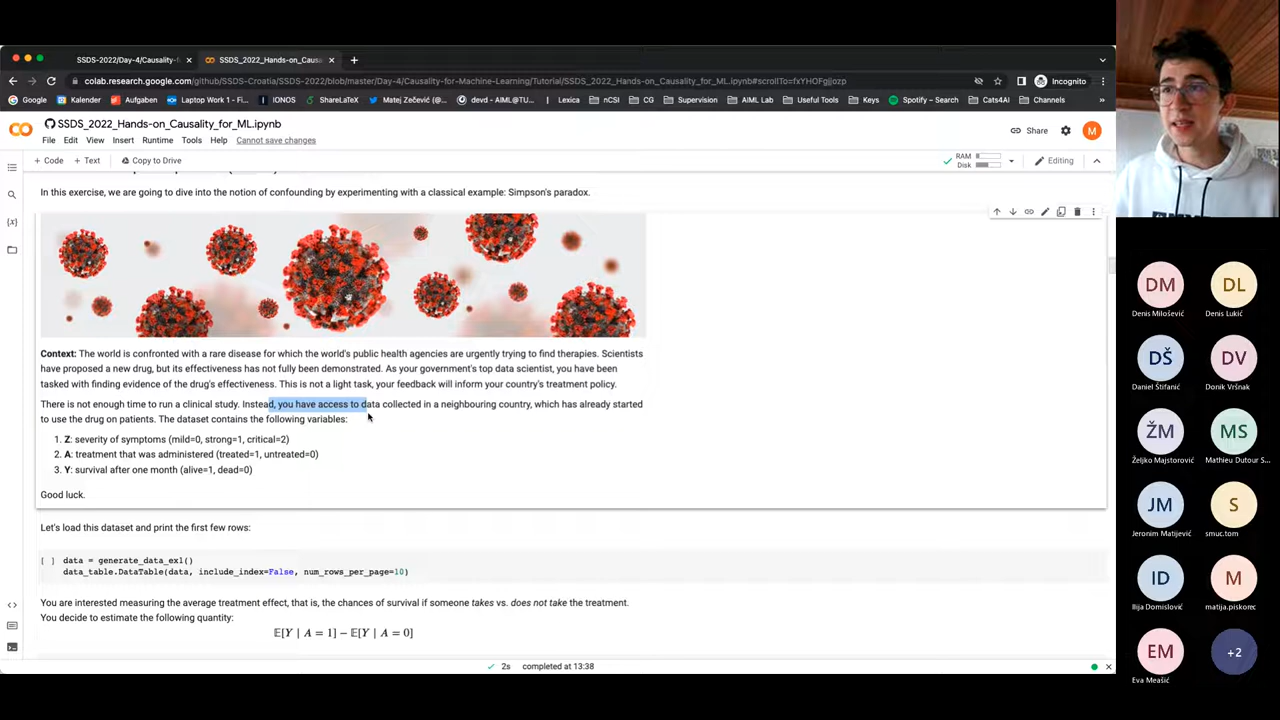 SSDS-2022/Day-4/Causality-f
SSDS_2022_Hands-on_Causa
colab.research.google.com/github/SSDS-Croatia/SSDS-2022/blob/master/Day-4/Causality-for-Machine-Learning/Tutorial/SSDS_2022_Hands-on_Causality_for_ML.ipynb#scrollTo=fxYHOFgjjozp
Incognito
Google
Kalender
Aufgaben
Laptop Work 1 - Fi...
IONOS
ShareLaTeX
Matej Zečević (@...
devd - AIML@TU...
Lexica
nCSI
CG
Supervision
AIML Lab
Useful Tools
Keys
Spotify – Search
Cats4AI
Channels
»
SSDS_2022_Hands-on_Causality_for_ML.ipynb
File Edit View Insert Runtime Tools Help Cannot save changes
Share
M
+ Code + Text Copy to Drive
RAM
Disk
Editing
In this exercise, we are going to dive into the notion of confounding by experimenting with a classical example: Simpson's paradox.
Context: The world is confronted with a rare disease for which the world's public health agencies are urgently trying to find therapies. Scientists
have proposed a new drug, but its effectiveness has not fully been demonstrated. As your government's top data scientist, you have been
tasked with finding evidence of the drug's effectiveness. This is not a light task, your feedback will inform your country's treatment policy.
There is not enough time to run a clinical study. Instead, you have access to data collected in a neighbouring country, which has already started
to use the drug on patients. The dataset contains the following variables:
1. Z: severity of symptoms (mild=0, strong=1, critical=2)
2. A: treatment that was administered (treated=1, untreated=0)
3. Y: survival after one month (alive=1, dead=0)
Good luck.
Let's load this dataset and print the first few rows:
[ ] data = generate_data_ex1()
data_table.DataTable(data, include_index=False, num_rows_per_page=10)
You are interested measuring the average treatment effect, that is, the chances of survival if someone takes vs. does not take the treatment.
You decide to estimate the following quantity:
𝔼[Y | A = 1] − 𝔼[Y | A = 0]
2s completed at 13:38
DM
Denis Milošević
DL
Denis Lukić
DŠ
Daniel Štifanić
DV
Donik Vršnak
ŽM
Željko Majstorović
MS
Mathieu Dutour S...
JM
Jeronim Matijević
S
smuc.tom
ID
Ilija Domislović
M
matija.piskorec
EM
Eva Meašić
+2